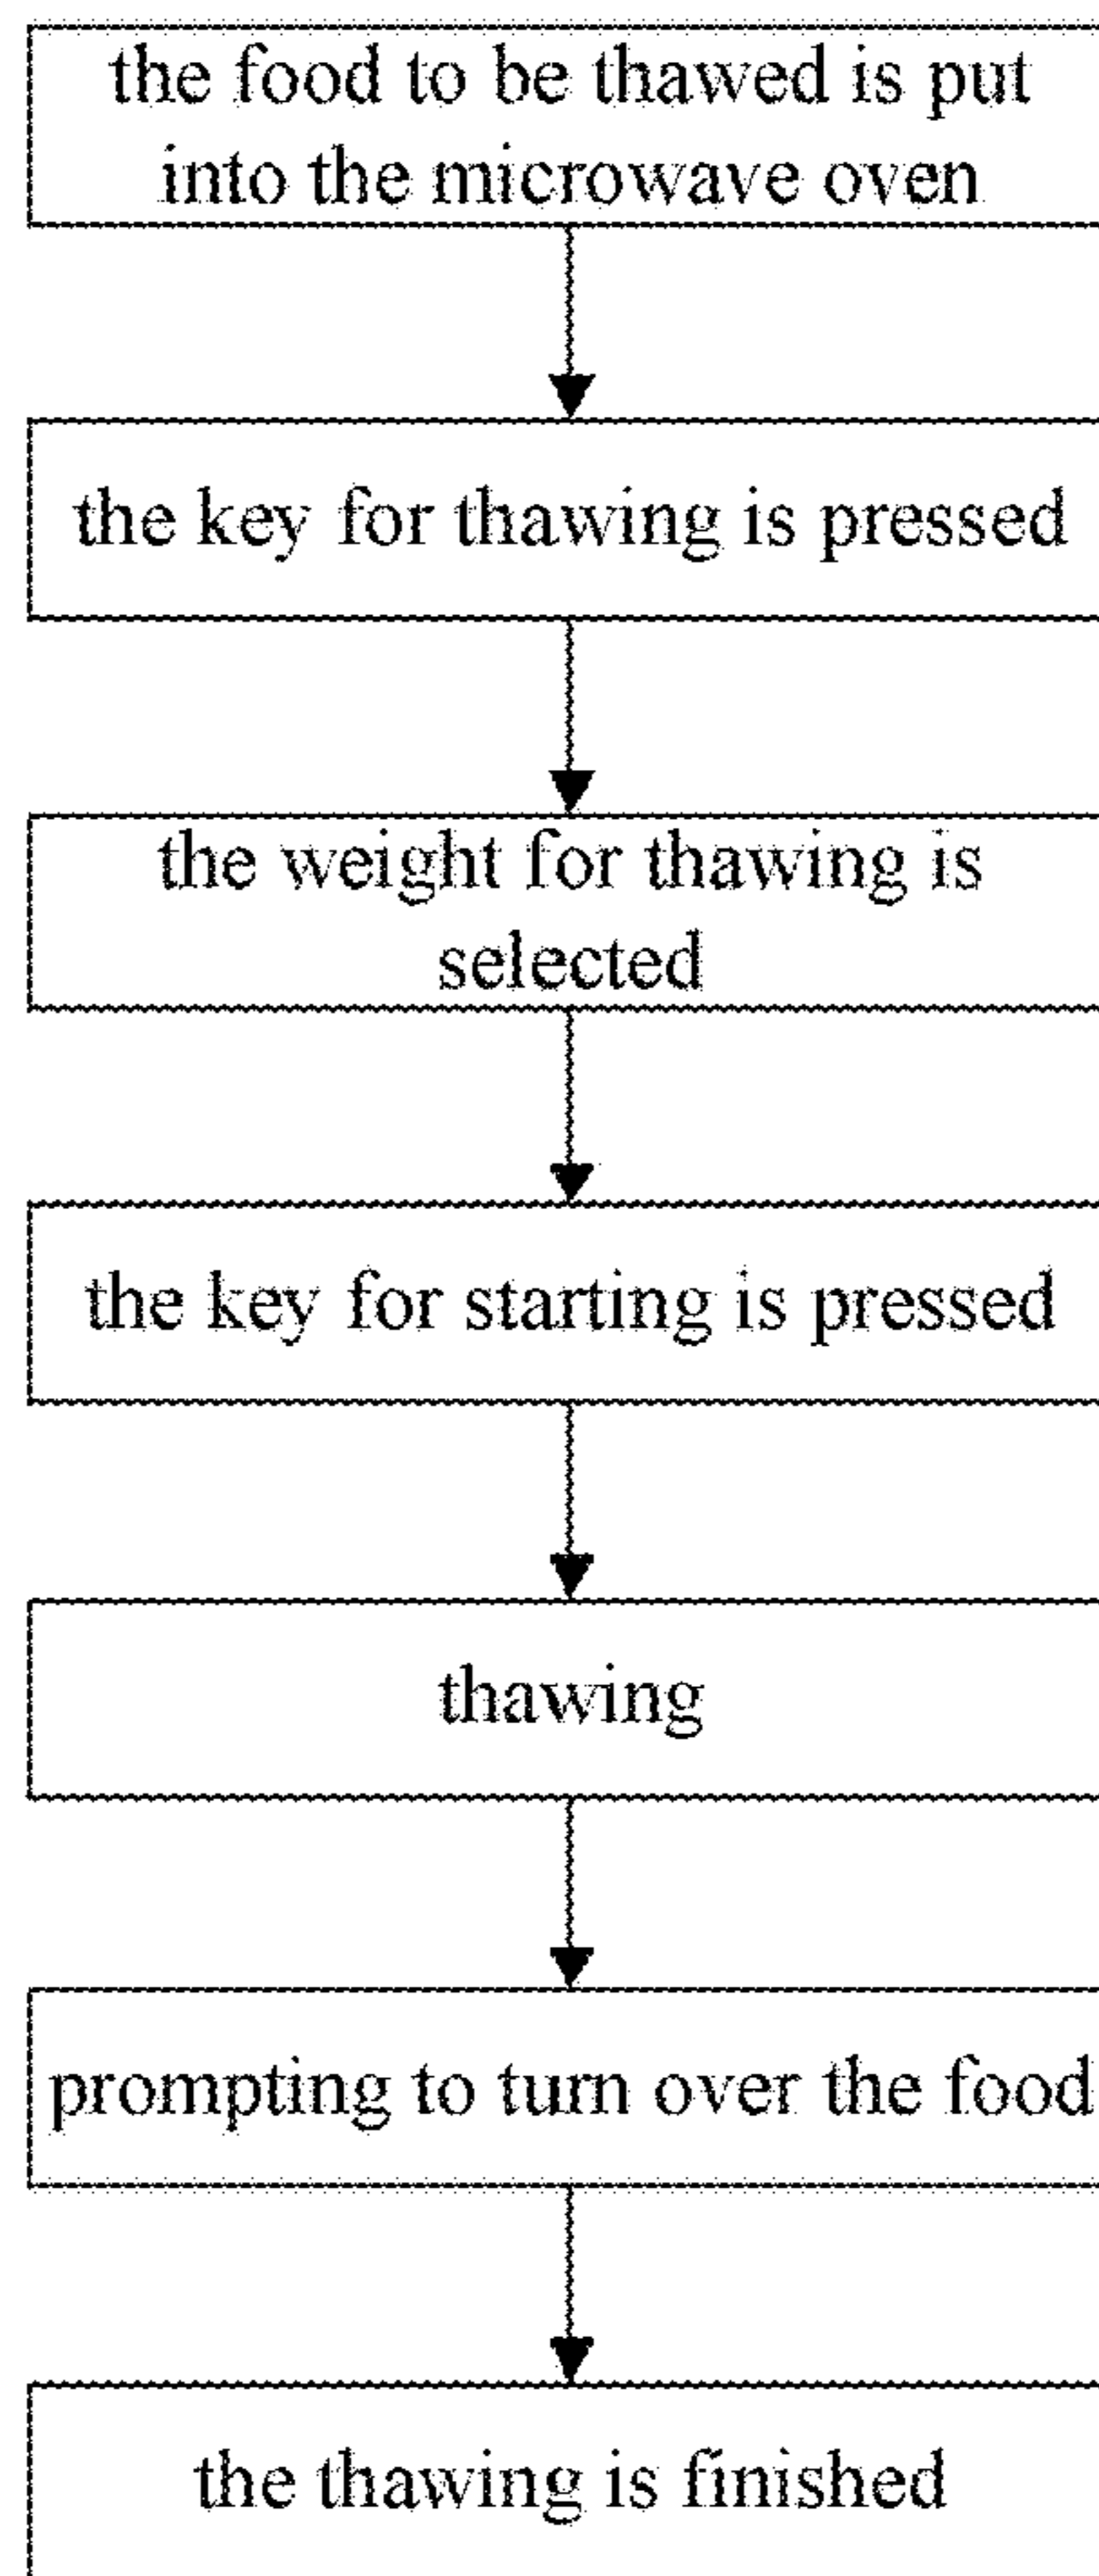 the food to be thawed is put
into the microwave oven
the key for thawing is pressed
the weight for thawing is
selected
the key for starting is pressed
thawing
prompting to turn over the food
the thawing is finished